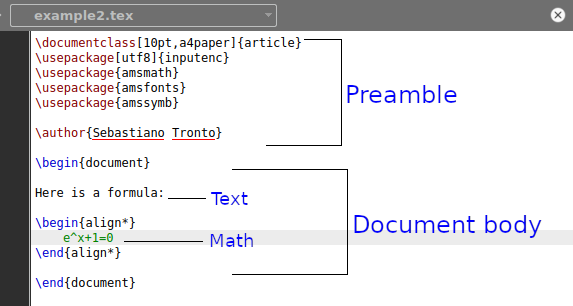 example2.tex
\documentclass[10pt,a4paper]{article}
\usepackage[utf8]{inputenc}
\usepackage{amsmath}
\usepackage{amsfonts}
\usepackage{amssymb}
Preamble
\author{Sebastiano Tronto}
\begin{document}
Here is a formula:
Text
Document body
\begin{align*}
e^x+1=0
Math
\end{align*}
\end{document}